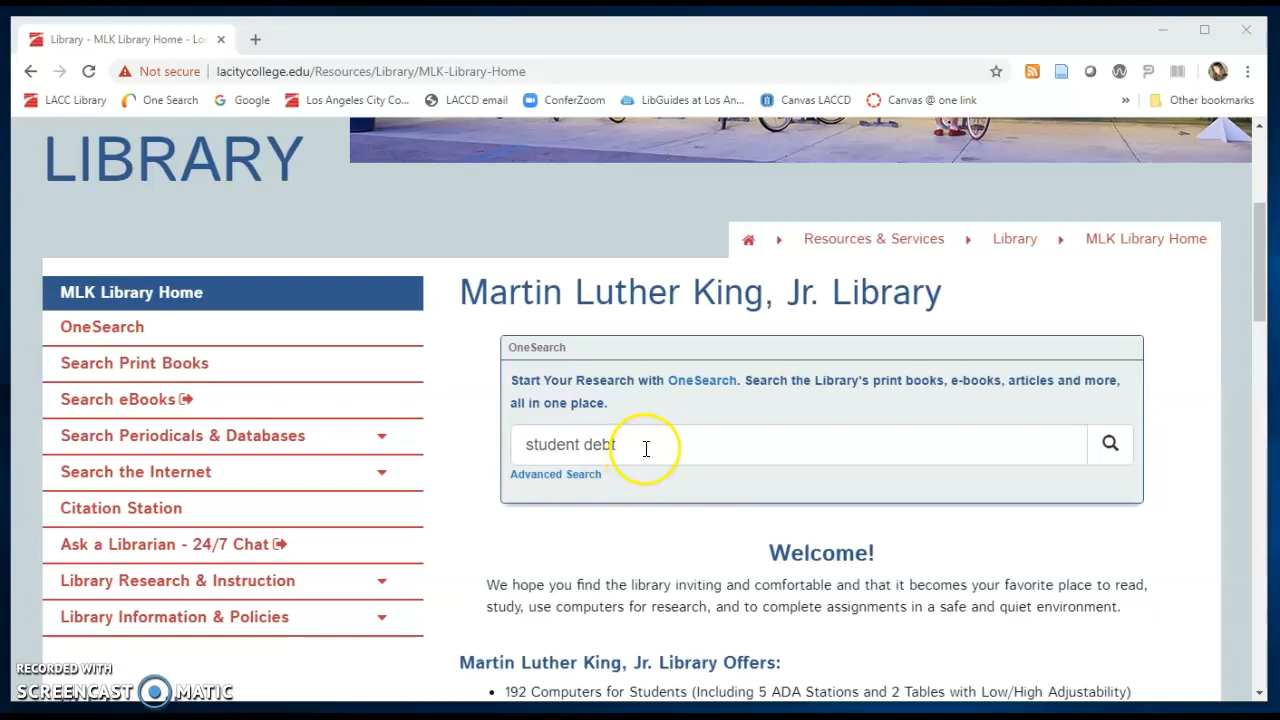 Library - MLK Library Home - Lo
Not secure
lacitycollege.edu/Resources/Library/MLK-Library-Home
LACC Library
One Search
Google
Los Angeles City Co...
LACCD email
ConferZoom
LibGuides at Los An...
Canvas LACCD
Canvas @ one link
»
Other bookmarks
LIBRARY
Resources & Services
Library
MLK Library Home
MLK Library Home
OneSearch
Search Print Books
Search eBooks
Search Periodicals & Databases
Search the Internet
Citation Station
Ask a Librarian - 24/7 Chat
Library Research & Instruction
Library Information & Policies
Martin Luther King, Jr. Library
OneSearch
Start Your Research with OneSearch. Search the Library's print books, e-books, articles and more,
all in one place.
student debt
Advanced Search
Welcome!
We hope you find the library inviting and comfortable and that it becomes your favorite place to read,
study, use computers for research, and to complete assignments in a safe and quiet environment.
Martin Luther King, Jr. Library Offers:
• 192 Computers for Students (Including 5 ADA Stations and 2 Tables with Low/High Adjustability)
RECORDED WITH
SCREENCAST MATIC